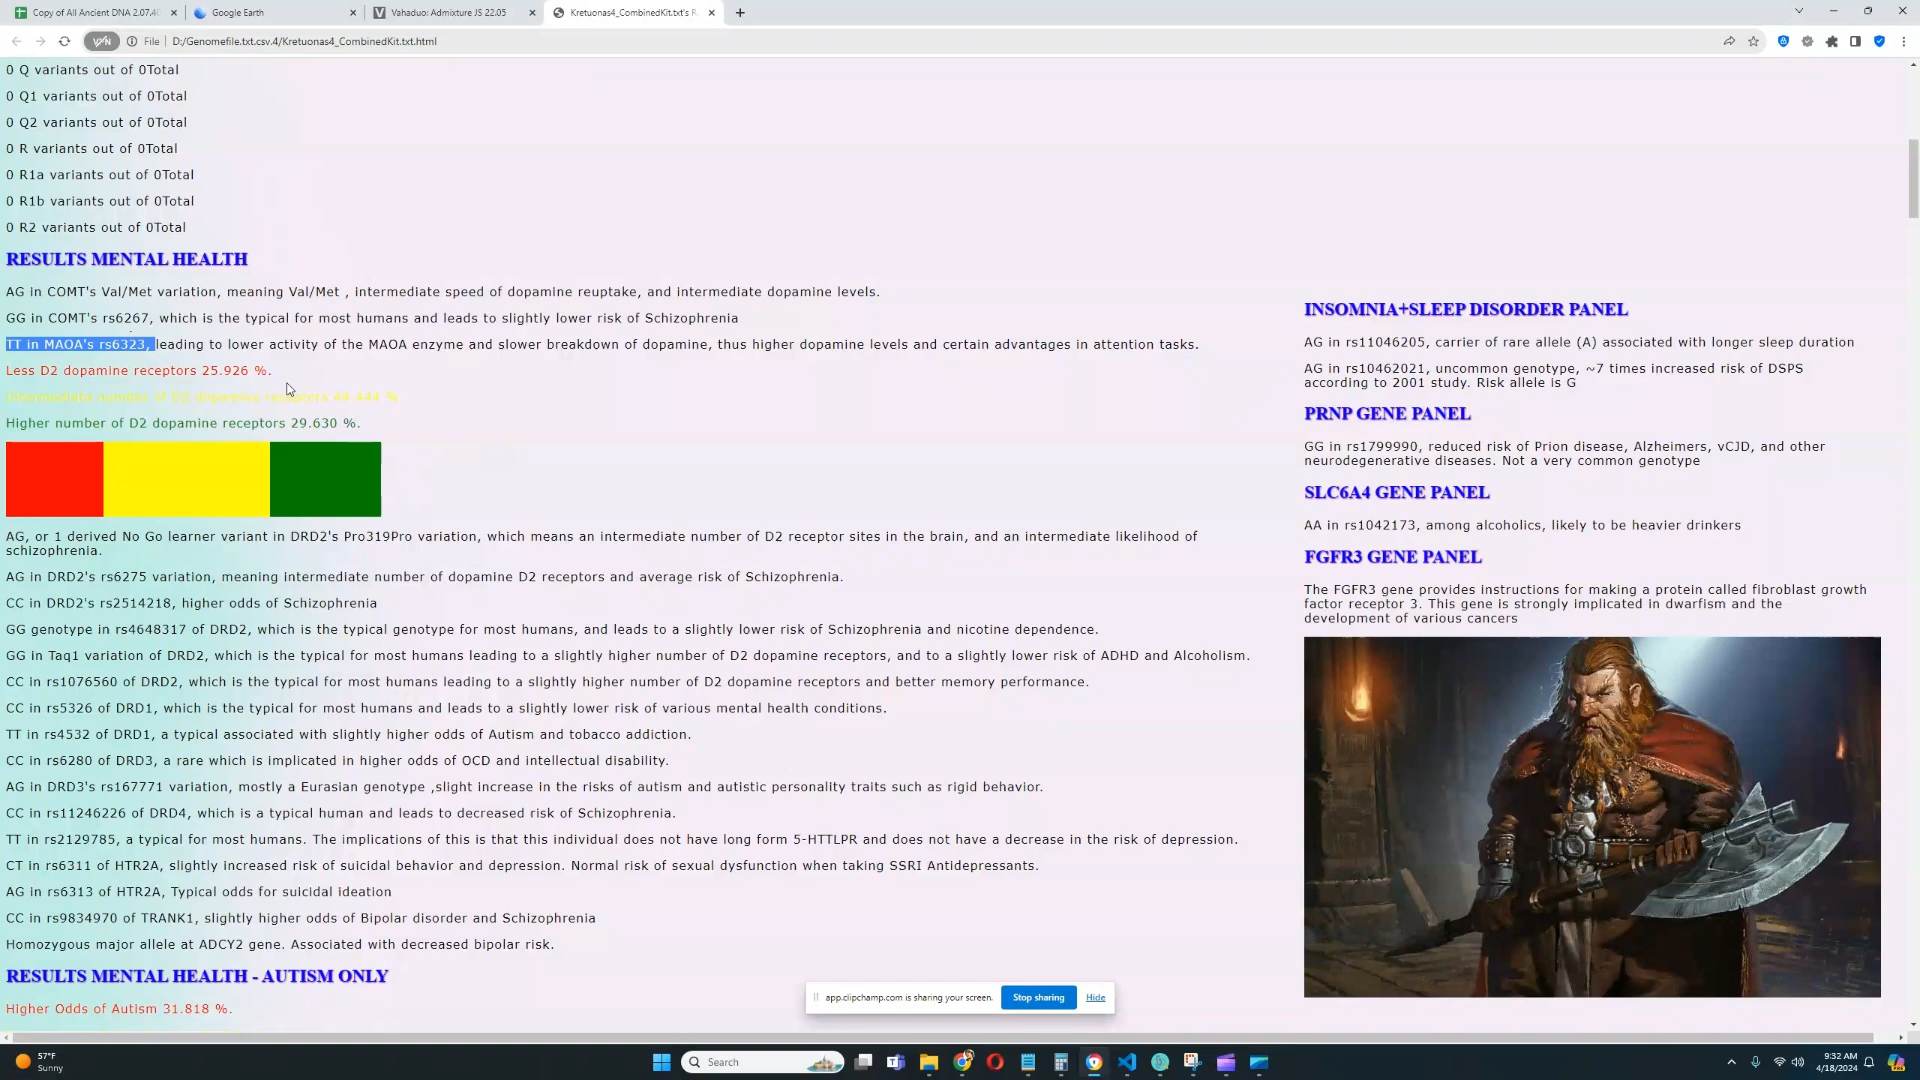 Copy of All Ancient DNA 2.07.4
Google Earth
Vahaduo: Admixture JS 22.05
Kretuonas4_CombinedKit.txt's R
VPN
File
D:/Genomefile.txt.csv.4/Kretuonas4_CombinedKit.txt.html
0 Q variants out of 0Total
0 Q1 variants out of 0Total
0 Q2 variants out of 0Total
0 R variants out of 0Total
0 R1a variants out of 0Total
0 R1b variants out of 0Total
0 R2 variants out of 0Total
RESULTS MENTAL HEALTH
AG in COMT's Val/Met variation, meaning Val/Met , intermediate speed of dopamine reuptake, and intermediate dopamine levels.
GG in COMT's rs6267, which is the typical for most humans and leads to slightly lower risk of Schizophrenia
TT in MAOA's rs6323, leading to lower activity of the MAOA enzyme and slower breakdown of dopamine, thus higher dopamine levels and certain advantages in attention tasks.
Less D2 dopamine receptors 25.926 %.
Intermediate number of D2 dopamine receptors 44.444 %
Higher number of D2 dopamine receptors 29.630 %.
AG, or 1 derived No Go learner variant in DRD2's Pro319Pro variation, which means an intermediate number of D2 receptor sites in the brain, and an intermediate likelihood of
schizophrenia.
AG in DRD2's rs6275 variation, meaning intermediate number of dopamine D2 receptors and average risk of Schizophrenia.
CC in DRD2's rs2514218, higher odds of Schizophrenia
GG genotype in rs4648317 of DRD2, which is the typical genotype for most humans, and leads to a slightly lower risk of Schizophrenia and nicotine dependence.
GG in Taq1 variation of DRD2, which is the typical for most humans leading to a slightly higher number of D2 dopamine receptors, and to a slightly lower risk of ADHD and Alcoholism.
CC in rs1076560 of DRD2, which is the typical for most humans leading to a slightly higher number of D2 dopamine receptors and better memory performance.
CC in rs5326 of DRD1, which is the typical for most humans and leads to a slightly lower risk of various mental health conditions.
TT in rs4532 of DRD1, a typical associated with slightly higher odds of Autism and tobacco addiction.
CC in rs6280 of DRD3, a rare which is implicated in higher odds of OCD and intellectual disability.
AG in DRD3's rs167771 variation, mostly a Eurasian genotype ,slight increase in the risks of autism and autistic personality traits such as rigid behavior.
CC in rs11246226 of DRD4, which is a typical human and leads to decreased risk of Schizophrenia.
TT in rs2129785, a typical for most humans. The implications of this is that this individual does not have long form 5-HTTLPR and does not have a decrease in the risk of depression.
CT in rs6311 of HTR2A, slightly increased risk of suicidal behavior and depression. Normal risk of sexual dysfunction when taking SSRI Antidepressants.
AG in rs6313 of HTR2A, Typical odds for suicidal ideation
CC in rs9834970 of TRANK1, slightly higher odds of Bipolar disorder and Schizophrenia
Homozygous major allele at ADCY2 gene. Associated with decreased bipolar risk.
RESULTS MENTAL HEALTH - AUTISM ONLY
Higher Odds of Autism 31.818 %.
INSOMNIA+SLEEP DISORDER PANEL
AG in rs11046205, carrier of rare allele (A) associated with longer sleep duration
AG in rs10462021, uncommon genotype, ~7 times increased risk of DSPS
according to 2001 study. Risk allele is G
PRNP GENE PANEL
GG in rs1799990, reduced risk of Prion disease, Alzheimers, vCJD, and other
neurodegenerative diseases. Not a very common genotype
SLC6A4 GENE PANEL
AA in rs1042173, among alcoholics, likely to be heavier drinkers
FGFR3 GENE PANEL
The FGFR3 gene provides instructions for making a protein called fibroblast growth
factor receptor 3. This gene is strongly implicated in dwarfism and the
development of various cancers
app.clipchamp.com is sharing your screen.
Stop sharing
Hide
57°F
Sunny
Search
9:32 AM
4/18/2024